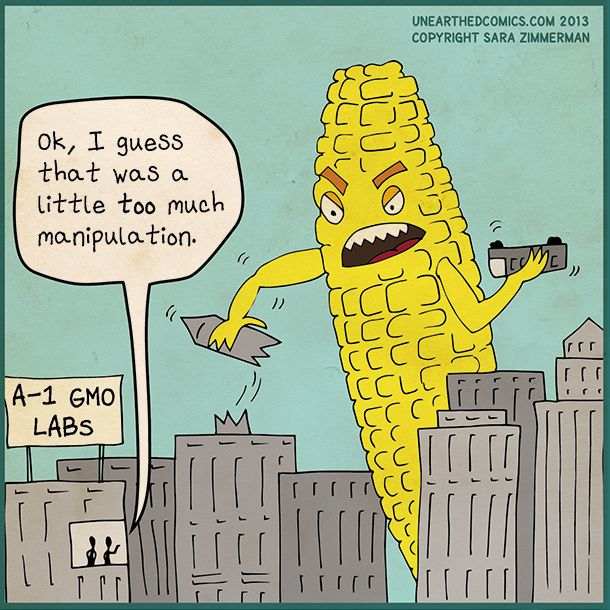 UNEARTHEDCOMICS.COM 2013
COPYRIGHT SARA ZIMMERMAN
Ok, I guess
that was a
little too much
manipulation.
A-1 GMO
LABS